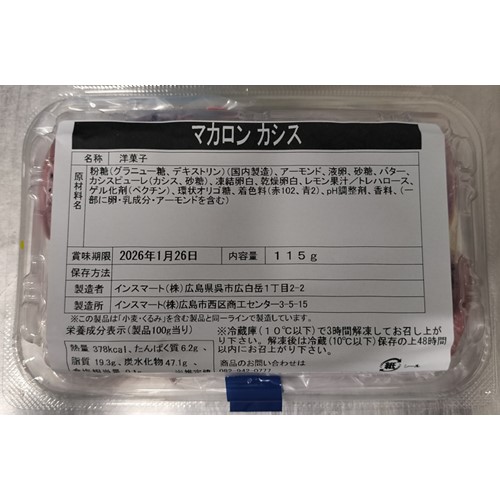 マカロン カシス
名称 洋菓子
原材料名 粉糖(グラニュー糖、デキストリン)(国内製造)、アーモンド、液卵、砂糖、バター、
カシスピューレ(カシス、砂糖)、凍結卵白、乾燥卵白、レモン果汁／トレハロース、
ゲル化剤(ペクチン)、環状オリゴ糖、着色料(赤102、青2)、pH調整剤、香料、(一
部に卵・乳成分・アーモンドを含む)
賞味期限 2026年1月26日 内容量 115g
保存方法
製造者 インスマート(株)広島県呉市広白岳1丁目2-2
製造所 インスマート(株)広島市西区商工センター3-5-15
※この製品は「小麦・くるみ」を含む製品と同一ラインで製造しています。
栄養成分表示(製品100g当り)
熱量 378kcal、たんぱく質6.2g、
脂質 19.3g、炭水化物47.1g、
※冷蔵庫(10℃以下)で3時間解凍してお召し上が
り下さい。解凍後は冷蔵(10℃以下)保存の上48時間
以内にお召し上がり下さい。
商品のお問い合わせは
082-942-0777
紙